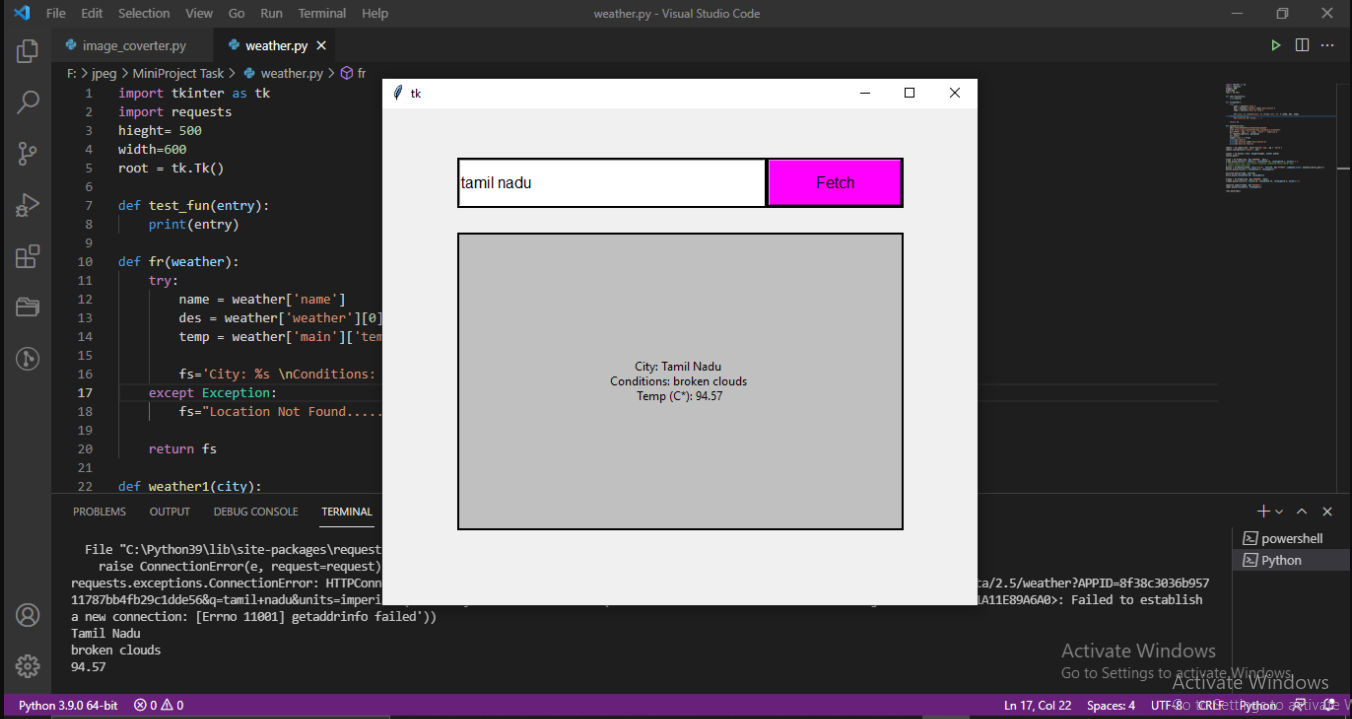 File Edit Selection View Go Run Terminal Help weather.py - Visual Studio Code
image_coverter.py weather.py
F: > jpeg > MiniProject Task > weather.py > fr
1 import tkinter as tk
2 import requests
3 hieght= 500
4 width=600
5 root = tk.Tk()
6
7 def test_fun(entry):
8 print(entry)
9
10 def fr(weather):
11 try:
12 name = weather['name']
13 des = weather['weather'][0]
14 temp = weather['main']['tem
15
16 fs='City: %s \nConditions:
17 except Exception:
18 fs="Location Not Found.....
19
20 return fs
21
22 def weather1(city):
tk
tamil nadu Fetch
City: Tamil Nadu
Conditions: broken clouds
Temp (C*): 94.57
PROBLEMS OUTPUT DEBUG CONSOLE TERMINAL
powershell
Python
File "C:\Python39\lib\site-packages\request
raise ConnectionError(e, request=request)
requests.exceptions.ConnectionError: HTTPConn ta/2.5/weather?APPID=8f38c3036b957
11787bb4fb29c1dde56&q=tamil+nadu&units=imperi 1A11E89A6A0>: Failed to establish
a new connection: [Errno 11001] getaddrinfo failed'))
Tamil Nadu
broken clouds
94.57
Activate Windows
Go to Settings to activate Windows.
Activate Windows
Python 3.9.0 64-bit 0 0 Ln 17, Col 22 Spaces: 4 UTF-8 CRLF Python